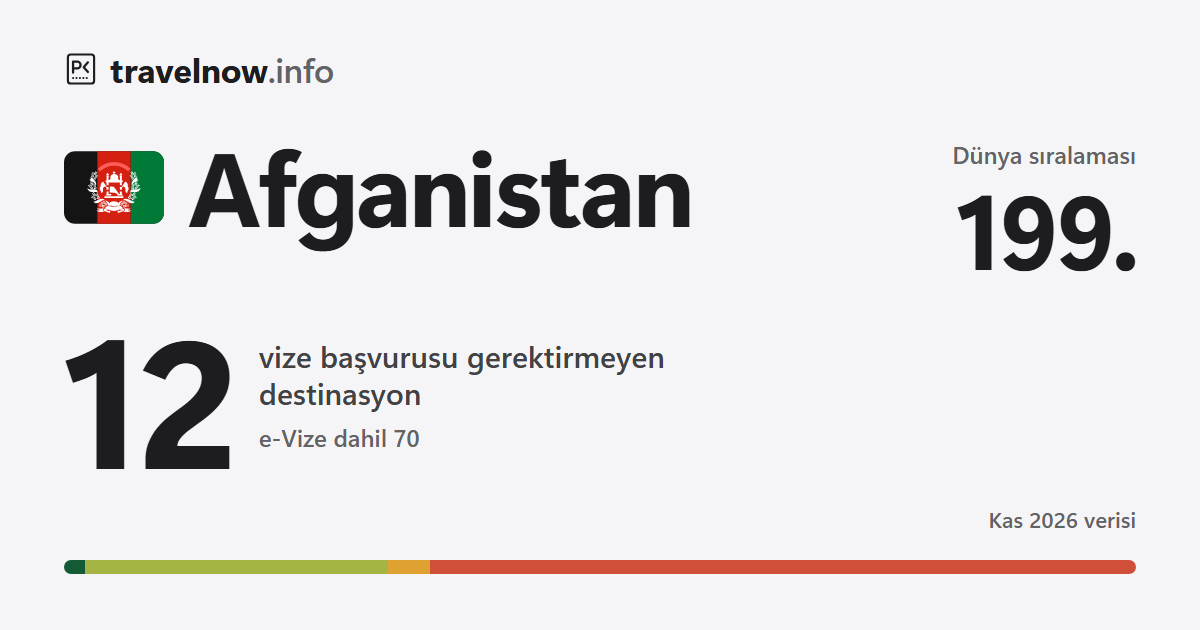 travelnow.info
Afganistan
Dünya sıralaması
199.
12
vize başvurusu gerektirmeyen
destinasyon
e-Vize dahil 70
Kas 2026 verisi